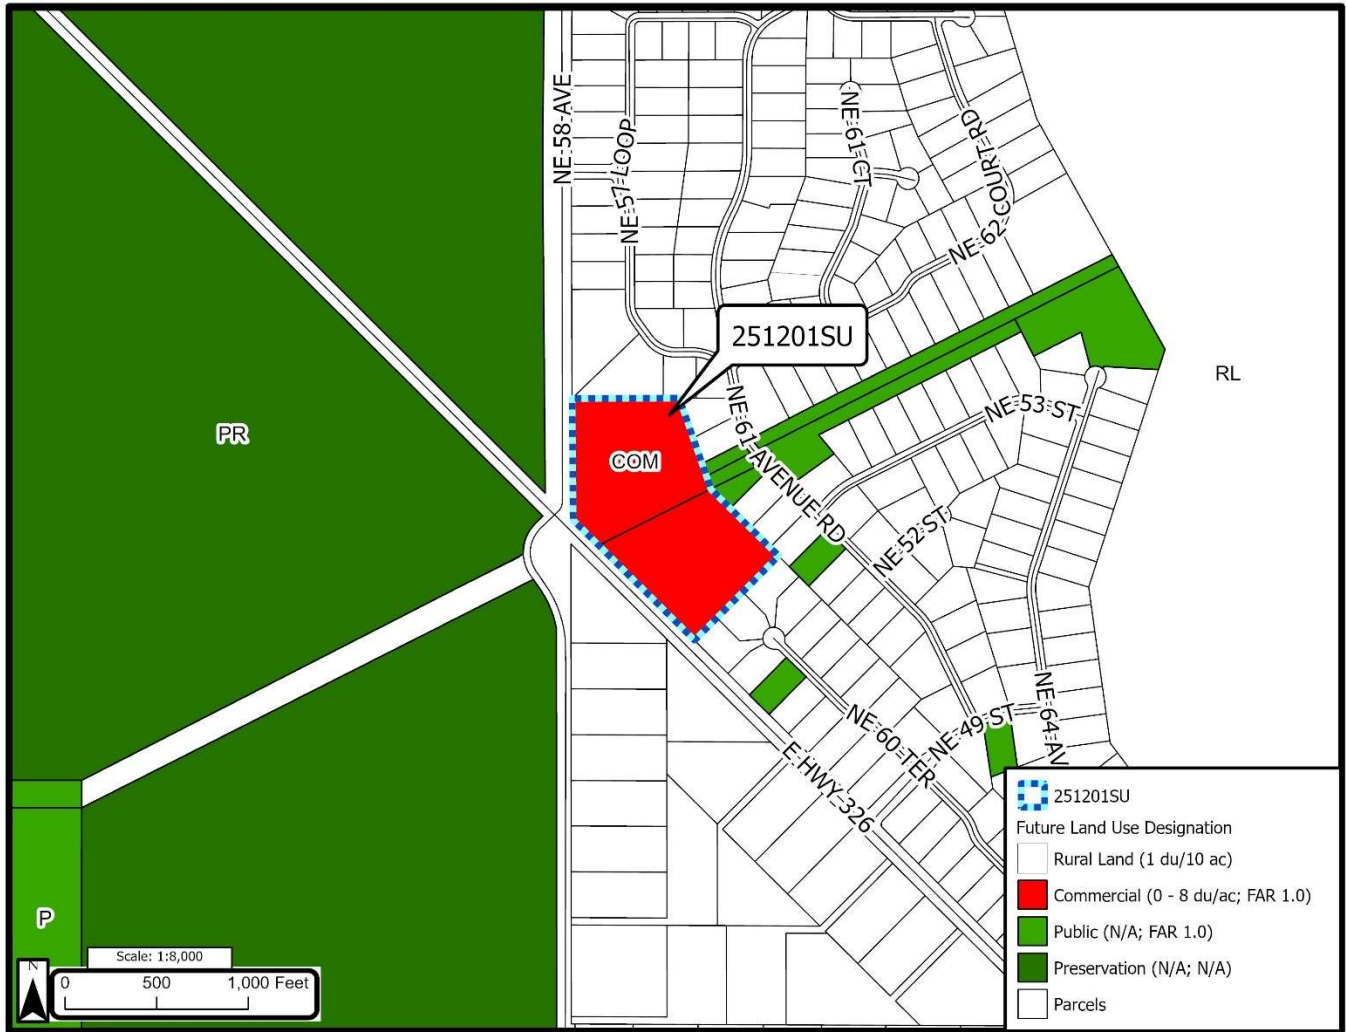 NE 58 AVE
NE 57 LOOP
NE 61 CT
NE 62 COURT RD
251201SU
RL
PR
COM
NE 61 AVENUE RD
NE 53 ST
NE 52 ST
NE 64 AV
NE 49 ST
NE 60 TER
E HWY 326
P
Scale: 1:8,000
N
0 500 1,000 Feet
251201SU
Future Land Use Designation
Rural Land (1 du/10 ac)
Commercial (0 - 8 du/ac; FAR 1.0)
Public (N/A; FAR 1.0)
Preservation (N/A; N/A)
Parcels